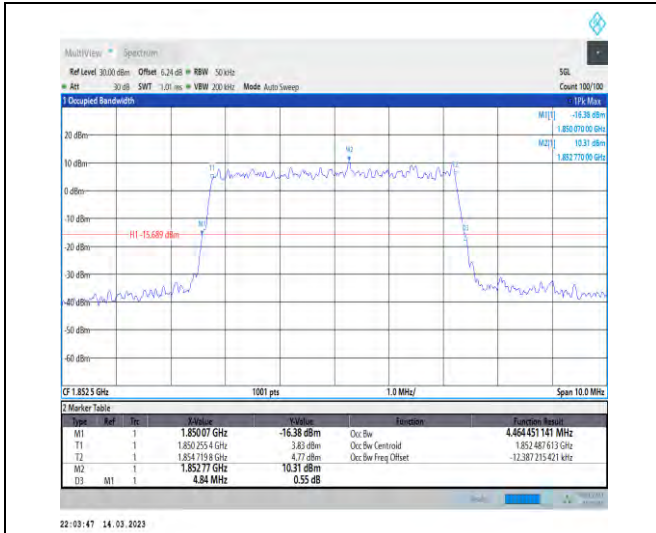 MultiView Spectrum
Ref Level 30.00 dBm Offset 6.24 dB RBW 50 kHz SGL
Att 30 dB SWT 1.01 ms VBW 200 kHz Mode Auto Sweep Count 100/100
1 Occupied Bandwidth 1Pk Max
M1[1] -16.38 dBm
1.850 070 00 GHz
M2[1] 10.31 dBm
1.852 770 00 GHz
20 dBm
M2
10 dBm
T1
0 dBm
-10 dBm
M1
H1 -15.689 dBm
-20 dBm
-30 dBm
-40 dBm
-50 dBm
-60 dBm
CF 1.852 5 GHz 1001 pts 1.0 MHz/ Span 10.0 MHz
2 Marker Table
Type Ref Trc X-Value Y-Value Function Function Result
M1 1 1.85007 GHz -16.38 dBm Occ Bw 4.464 451 141 MHz
T1 1 1.850 255 4 GHz 3.83 dBm Occ Bw Centroid 1.852 487 613 GHz
T2 1 1.854 719 8 GHz 4.77 dBm Occ Bw Freq Offset -12.387 215 421 kHz
M2 1 1.85277 GHz 10.31 dBm
D3 M1 1 4.84 MHz 0.55 dB
22:03:47 14.03.2023